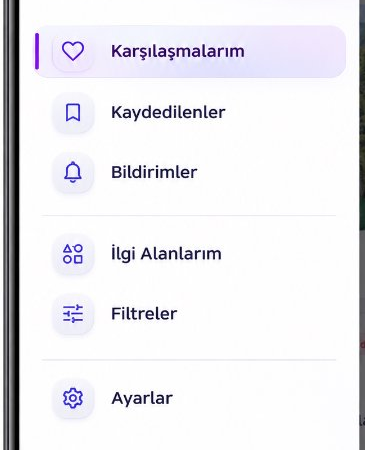 Karşılaşmalarım
Kaydedilenler
Bildirimler
İlgi Alanlarım
Filtreler
Ayarlar